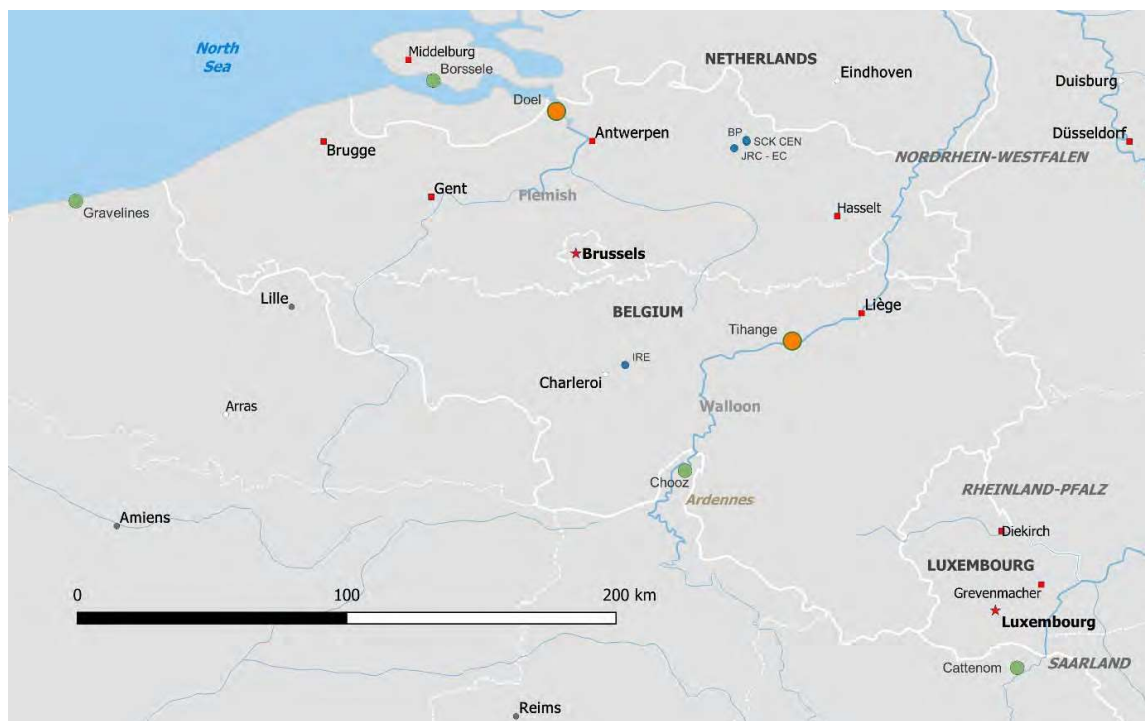 North
Sea
Middelburg
Borssele
NETHERLANDS
Eindhoven
Duisburg
Doel
Antwerpen
BP
SCK CEN
JRC - EC
Düsseldorf
Brugge
NORDRHEIN-WESTFALEN
Gent
Flemish
Gravelines
Hasselt
Brussels
Lille
BELGIUM
Liège
Tihange
IRE
Charleroi
Arras
Walloon
Chooz
Ardennes
RHEINLAND-PFALZ
Amiens
Diekirch
LUXEMBOURG
Grevenmacher
0 100 200 km
Luxembourg
Cattenom
SAARLAND
Reims